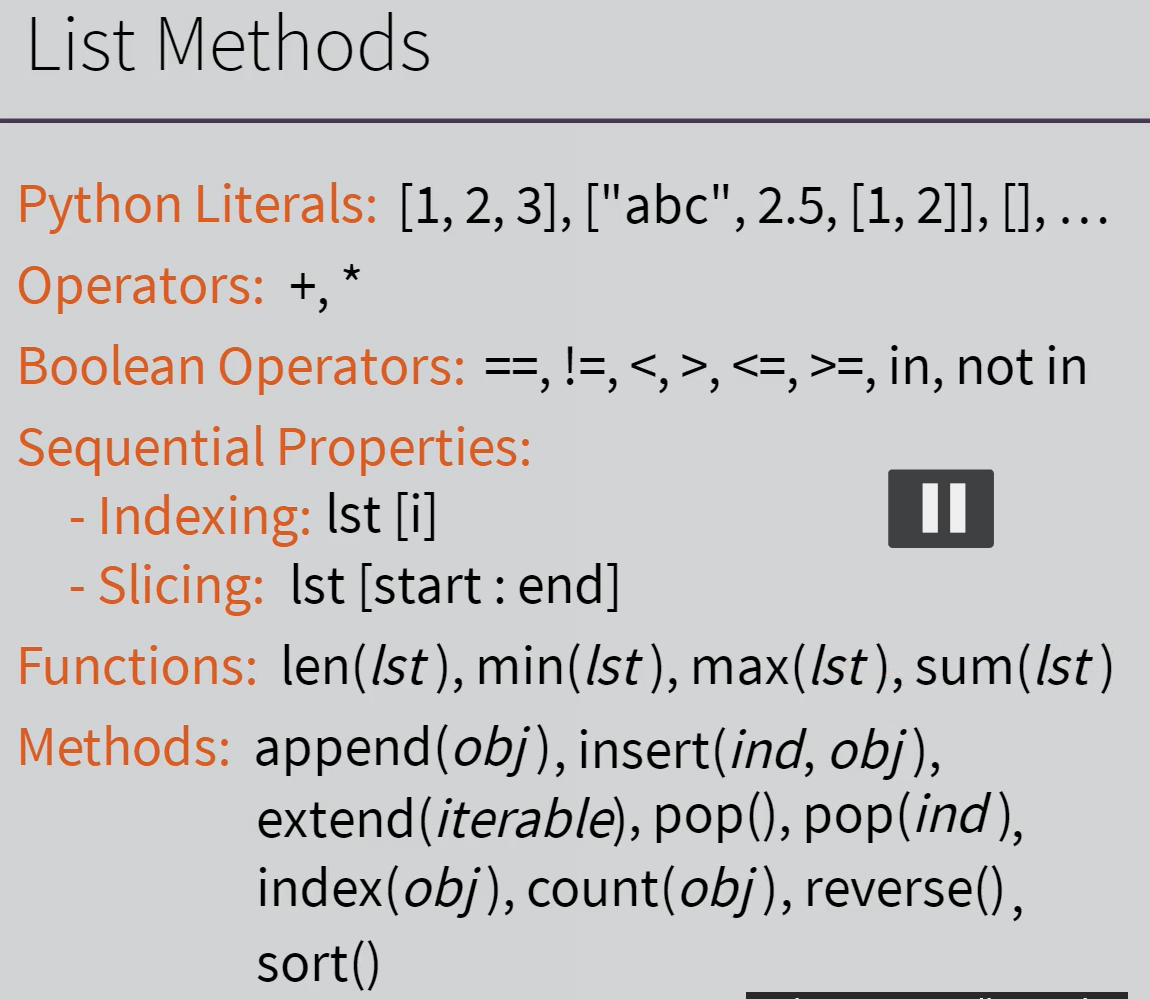 List Methods
Python Literals: [1, 2, 3], ["abc", 2.5, [1, 2]], [], ...
Operators: +, *
Boolean Operators: ==, !=, <, >, <=, >=, in, not in
Sequential Properties:
- Indexing: lst [i]
- Slicing: lst [start : end]
Functions: len(lst), min(lst), max(lst), sum(lst)
Methods: append(obj), insert(ind, obj),
extend(iterable), pop(), pop(ind),
index(obj), count(obj), reverse(),
sort()